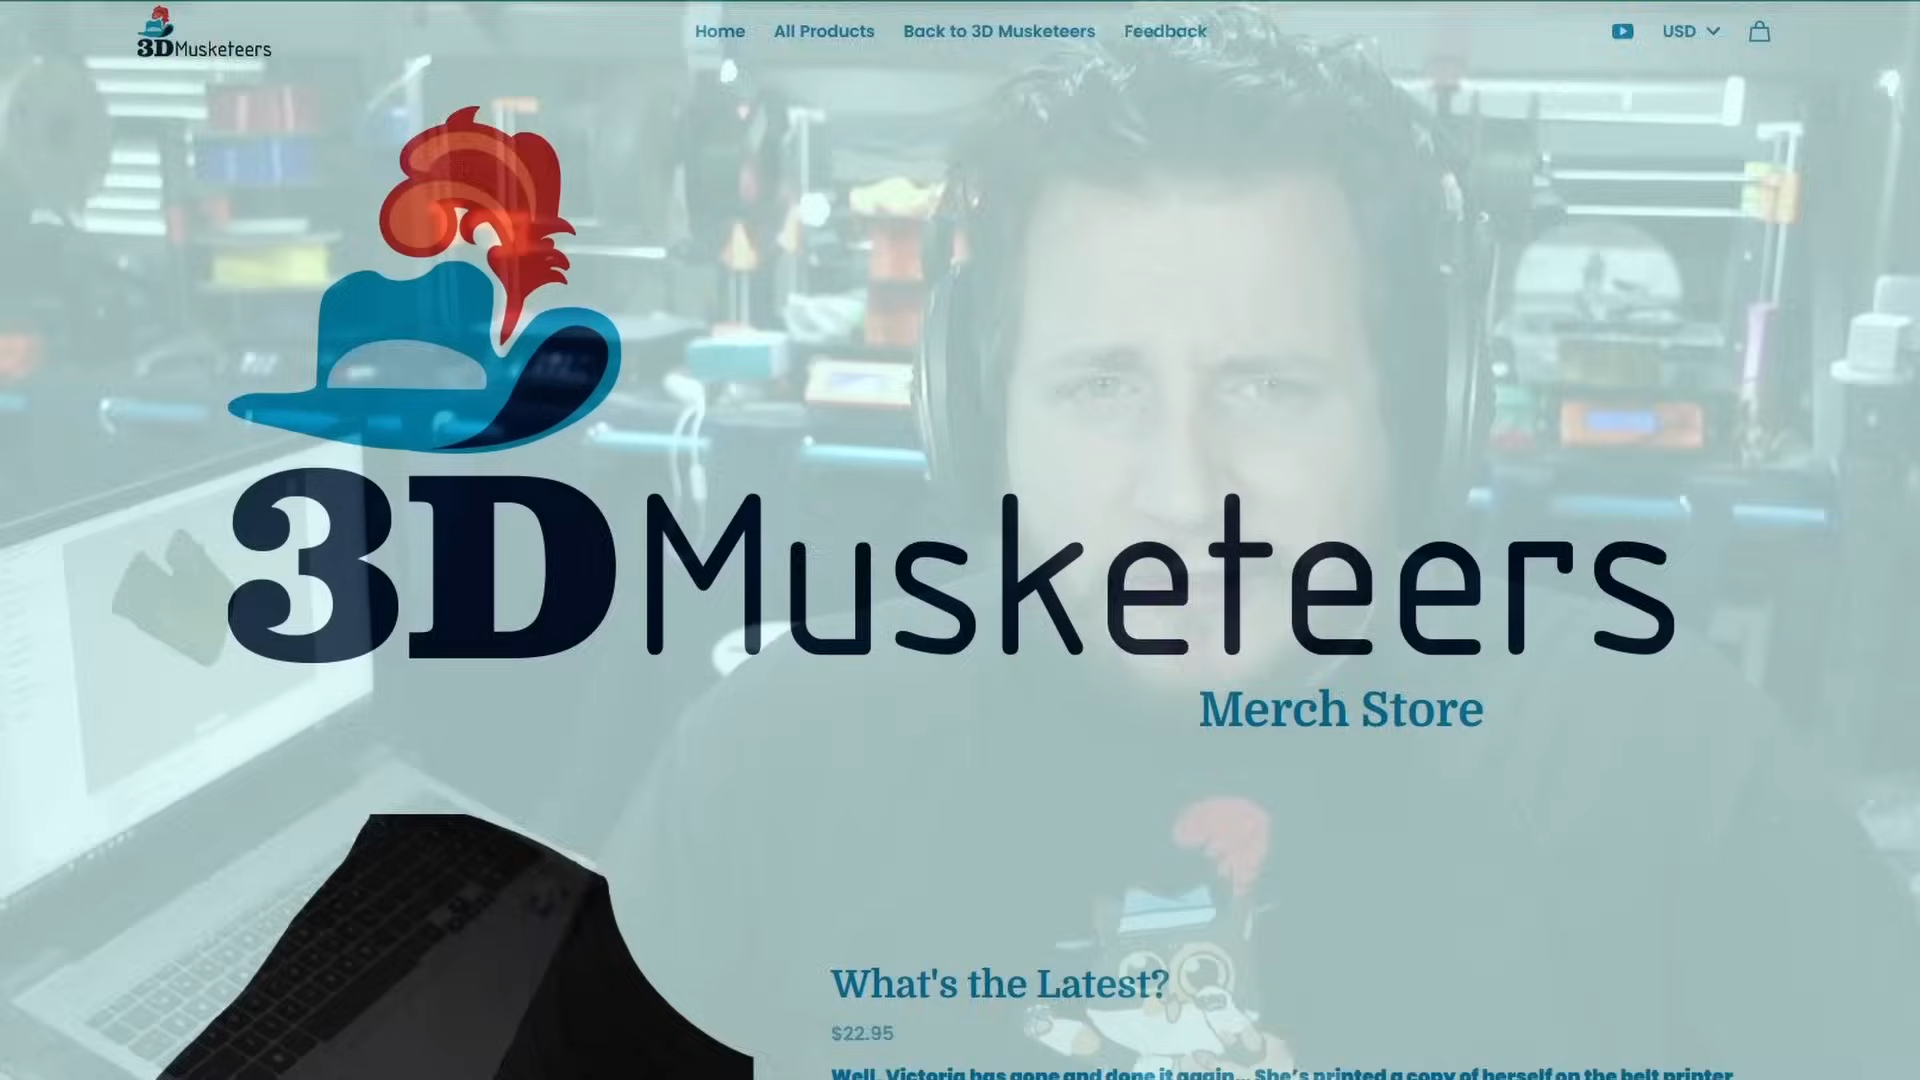 3DMusketeers
Home All Products Back to 3D Musketeers Feedback
USD
3DMusketeers
Merch Store
What's the Latest?
$22.95
Well, Victoria has gone and done it again... She's printed a copy of herself on the belt printer